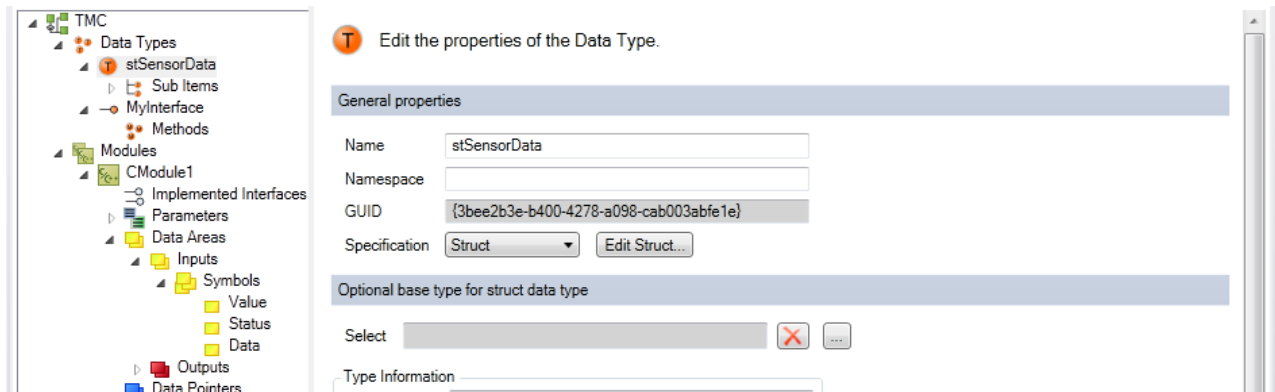 TMC
Data Types
stSensorData
Sub Items
MyInterface
Methods
Modules
CModule1
Implemented Interfaces
Parameters
Data Areas
Inputs
Symbols
Value
Status
Data
Outputs
Data Pointers
T Edit the properties of the Data Type.
General properties
Name stSensorData
Namespace
GUID {3bee2b3e-b400-4278-a098-cab003abfe1e}
Specification Struct Edit Struct...
Optional base type for struct data type
Select ...
Type Information